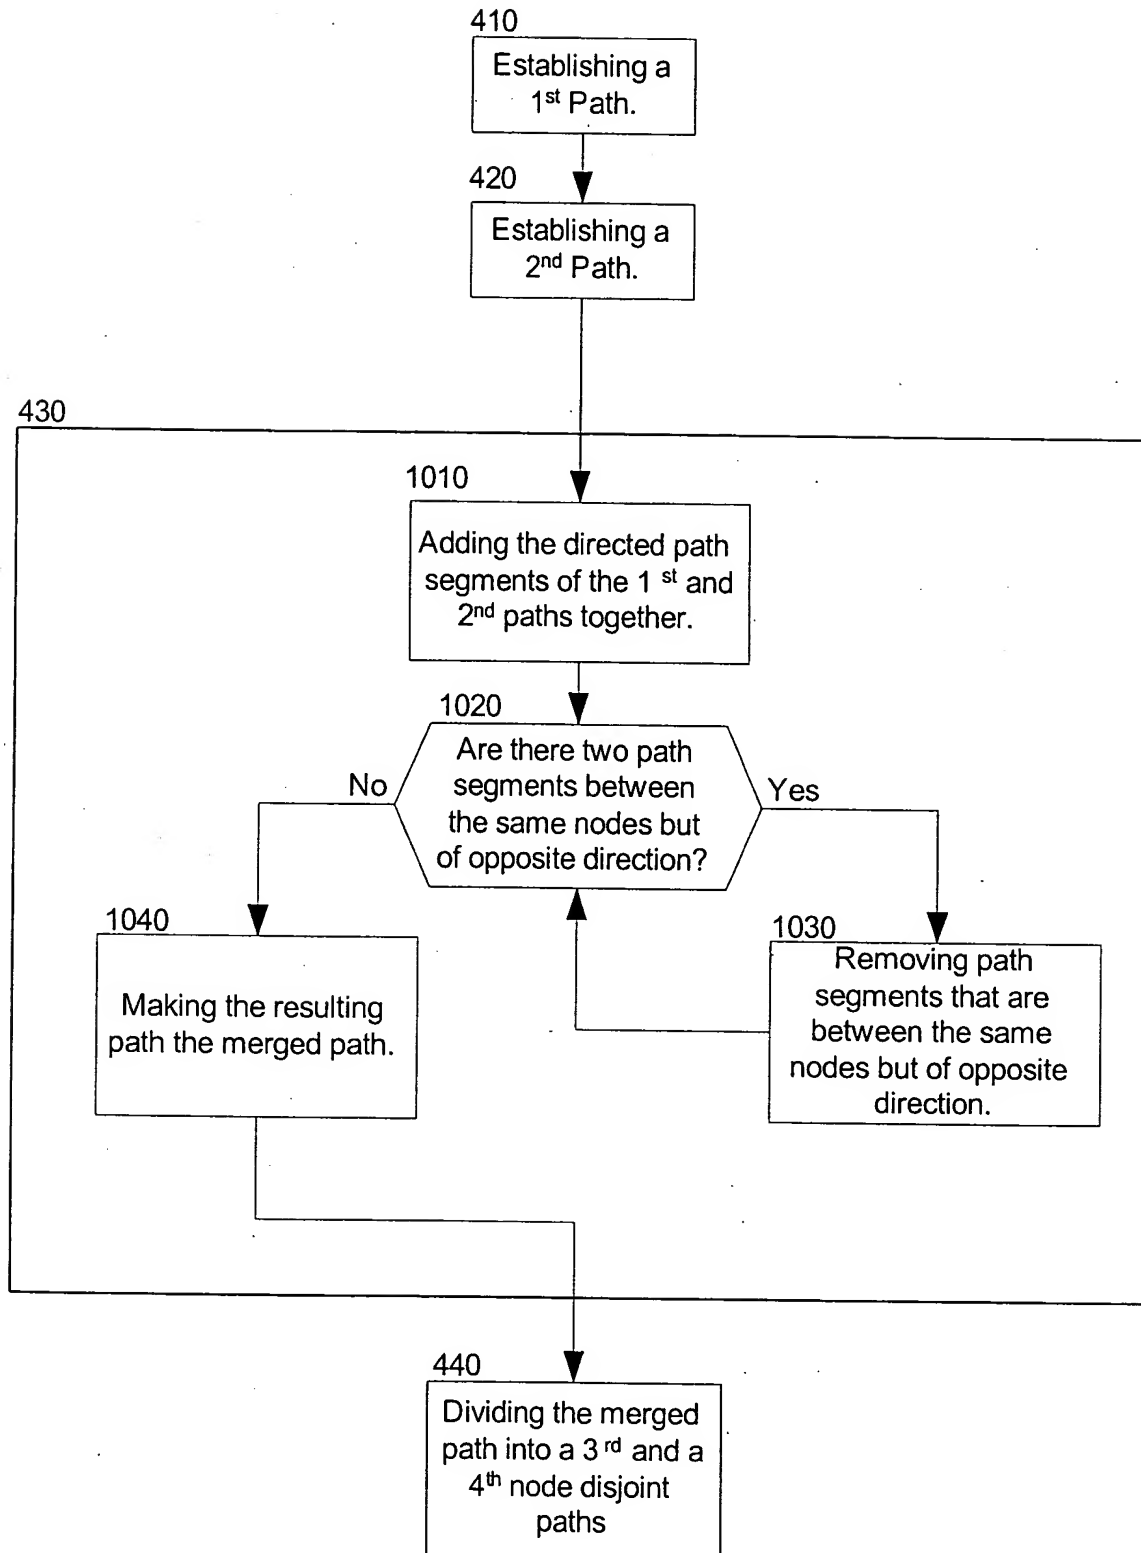 410
Establishing a
1st Path.
420
Establishing a
2nd Path.
430
1010
Adding the directed path
segments of the 1 st and
2nd paths together.
1020
Are there two path
segments between
the same nodes but
of opposite direction?
No
Yes
1040
Making the resulting
path the merged path.
1030
Removing path
segments that are
between the same
nodes but of opposite
direction.
440
Dividing the merged
path into a 3 rd and a
4th node disjoint
paths